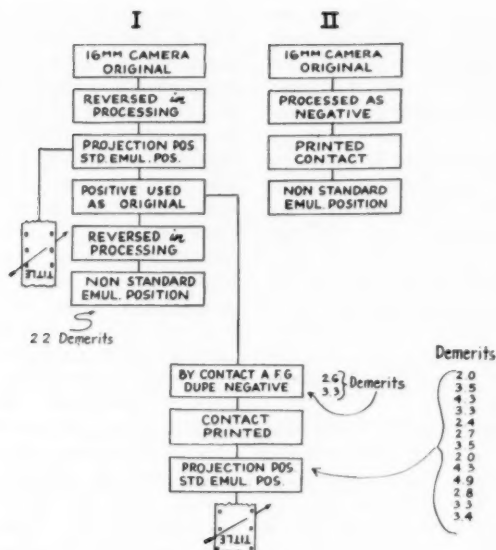 I
16MM CAMERA
ORIGINAL
REVERSED in
PROCESSING
PROJECTION POS
STD. EMUL. POS.
POSITIVE USED
AS ORIGINAL
REVERSED in
PROCESSING
NON STANDARD
EMUL. POSITION
TITLE
2 2 Demerits
II
16MM CAMERA
ORIGINAL
PROCESSED AS
NEGATIVE
PRINTED
CONTACT
NON STANDARD
EMUL. POSITION
BY CONTACT A F G
DUPE NEGATIVE
2.6
3.3
Demerits
CONTACT
PRINTED
PROJECTION POS
STD. EMUL. POS.
TITLE
Demerits
2.0
3.5
4.3
3.3
2.4
2.7
3.5
2.0
4.3
4.9
2.8
3.3
3.4